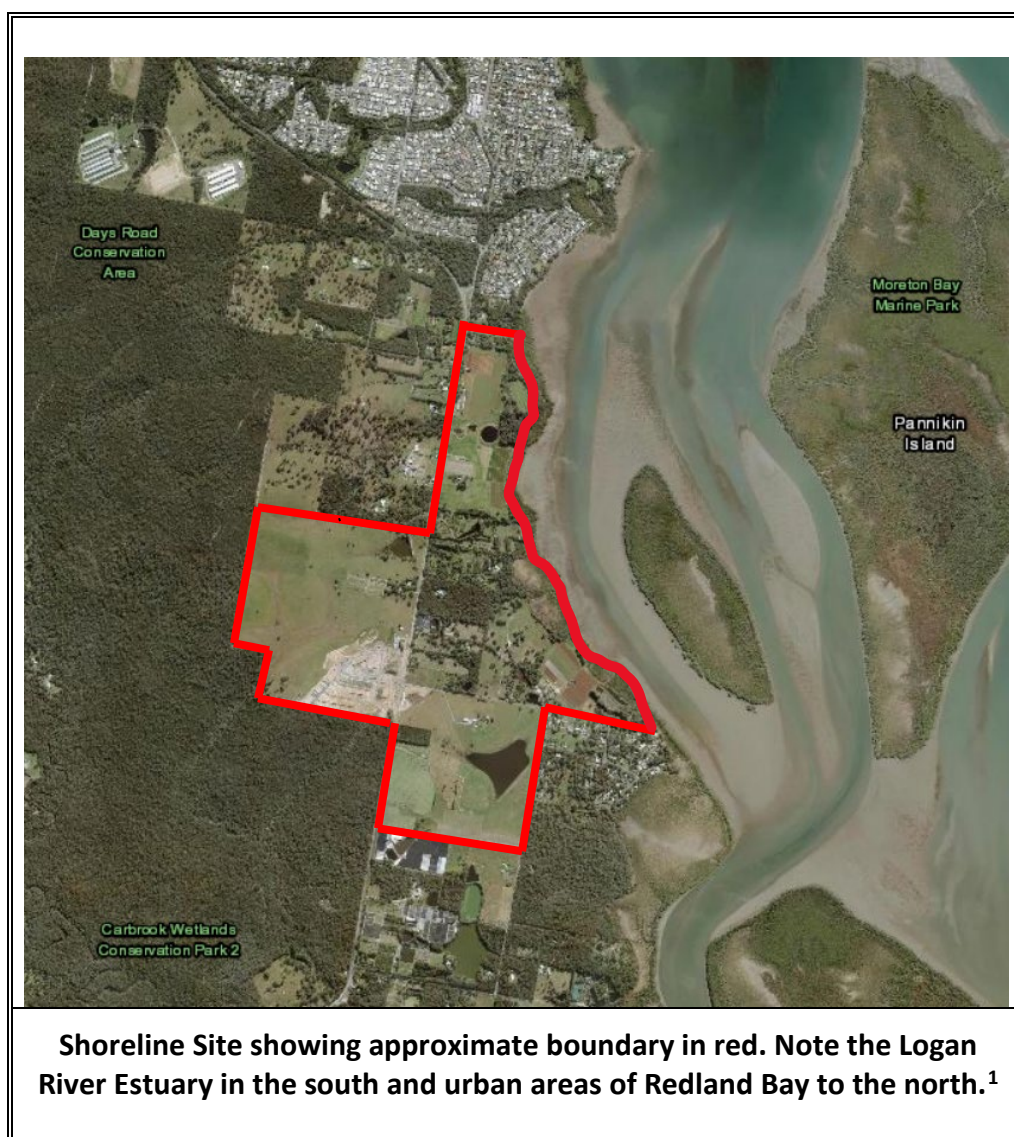 Days Road
Conservation
Area
Moreton Bay
Marine Park
Pannikin
Island
Carbrook Wetlands
Conservation Park 2
Shoreline Site showing approximate boundary in red. Note the Logan
River Estuary in the south and urban areas of Redland Bay to the north.¹